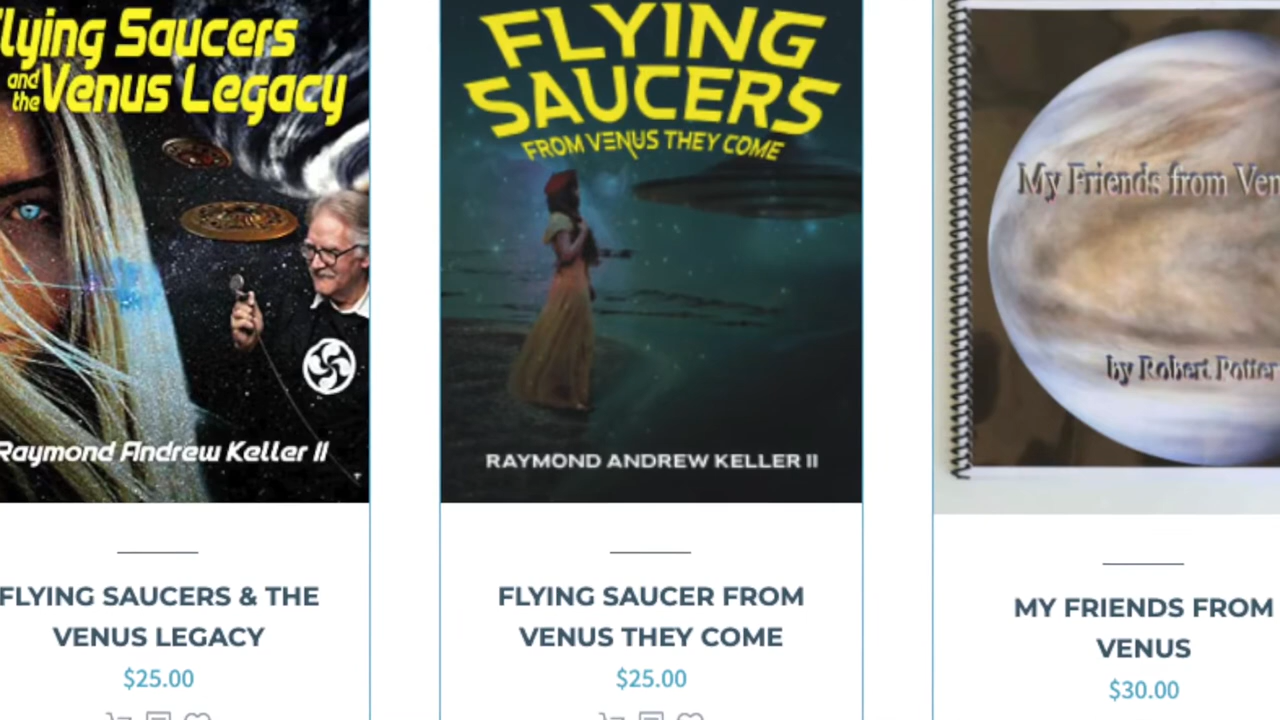 Flying Saucers
and
the Venus Legacy
Raymond Andrew Keller II
FLYING SAUCERS & THE
VENUS LEGACY
$25.00
FLYING
SAUCERS
FROM VENUS THEY COME
RAYMOND ANDREW KELLER II
FLYING SAUCER FROM
VENUS THEY COME
$25.00
My Friends from Ven
by Robert Potter
MY FRIENDS FROM
VENUS
$30.00